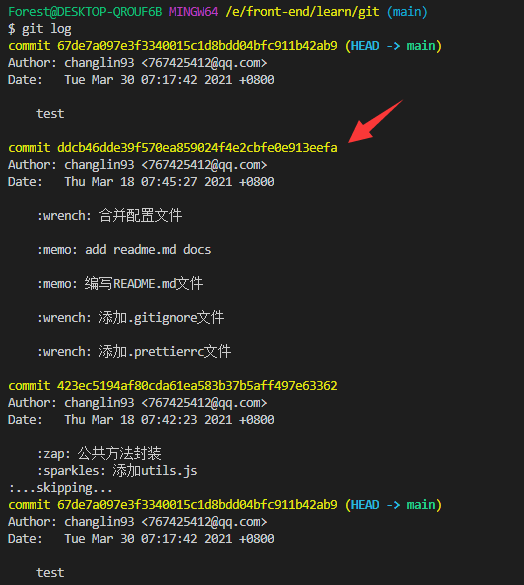 Forest@DESKTOP-QROUF6B MINGW64 /e/front-end/learn/git (main)
$ git log
commit 67de7a097e3f3340015c1d8bdd04bfc911b42ab9 (HEAD -> main)
Author: changlin93 <767425412@qq.com>
Date:   Tue Mar 30 07:17:42 2021 +0800
test
commit ddcb46dde39f570ea859024f4e2cbfe0e913eefa
Author: changlin93 <767425412@qq.com>
Date:   Thu Mar 18 07:45:27 2021 +0800
:wrench: 合并配置文件
:memo: add readme.md docs
:memo: 编写README.md文件
:wrench: 添加.gitignore文件
:wrench: 添加.prettierrc文件
commit 423ec5194af80cda61ea583b37b5aff497e63362
Author: changlin93 <767425412@qq.com>
Date:   Thu Mar 18 07:42:23 2021 +0800
:zap: 公共方法封装
:sparkles: 添加utils.js
:...skipping...
commit 67de7a097e3f3340015c1d8bdd04bfc911b42ab9 (HEAD -> main)
Author: changlin93 <767425412@qq.com>
Date:   Tue Mar 30 07:17:42 2021 +0800
test